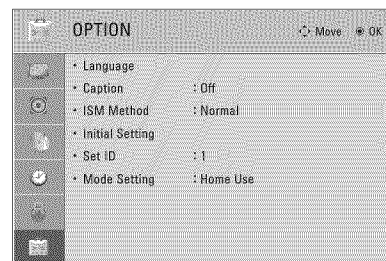 OPTION
Move OK
• Language
• Caption : Off
• ISM Method : Normal
• Initial Setting
• Set ID : 1
• Mode Setting : Home Use